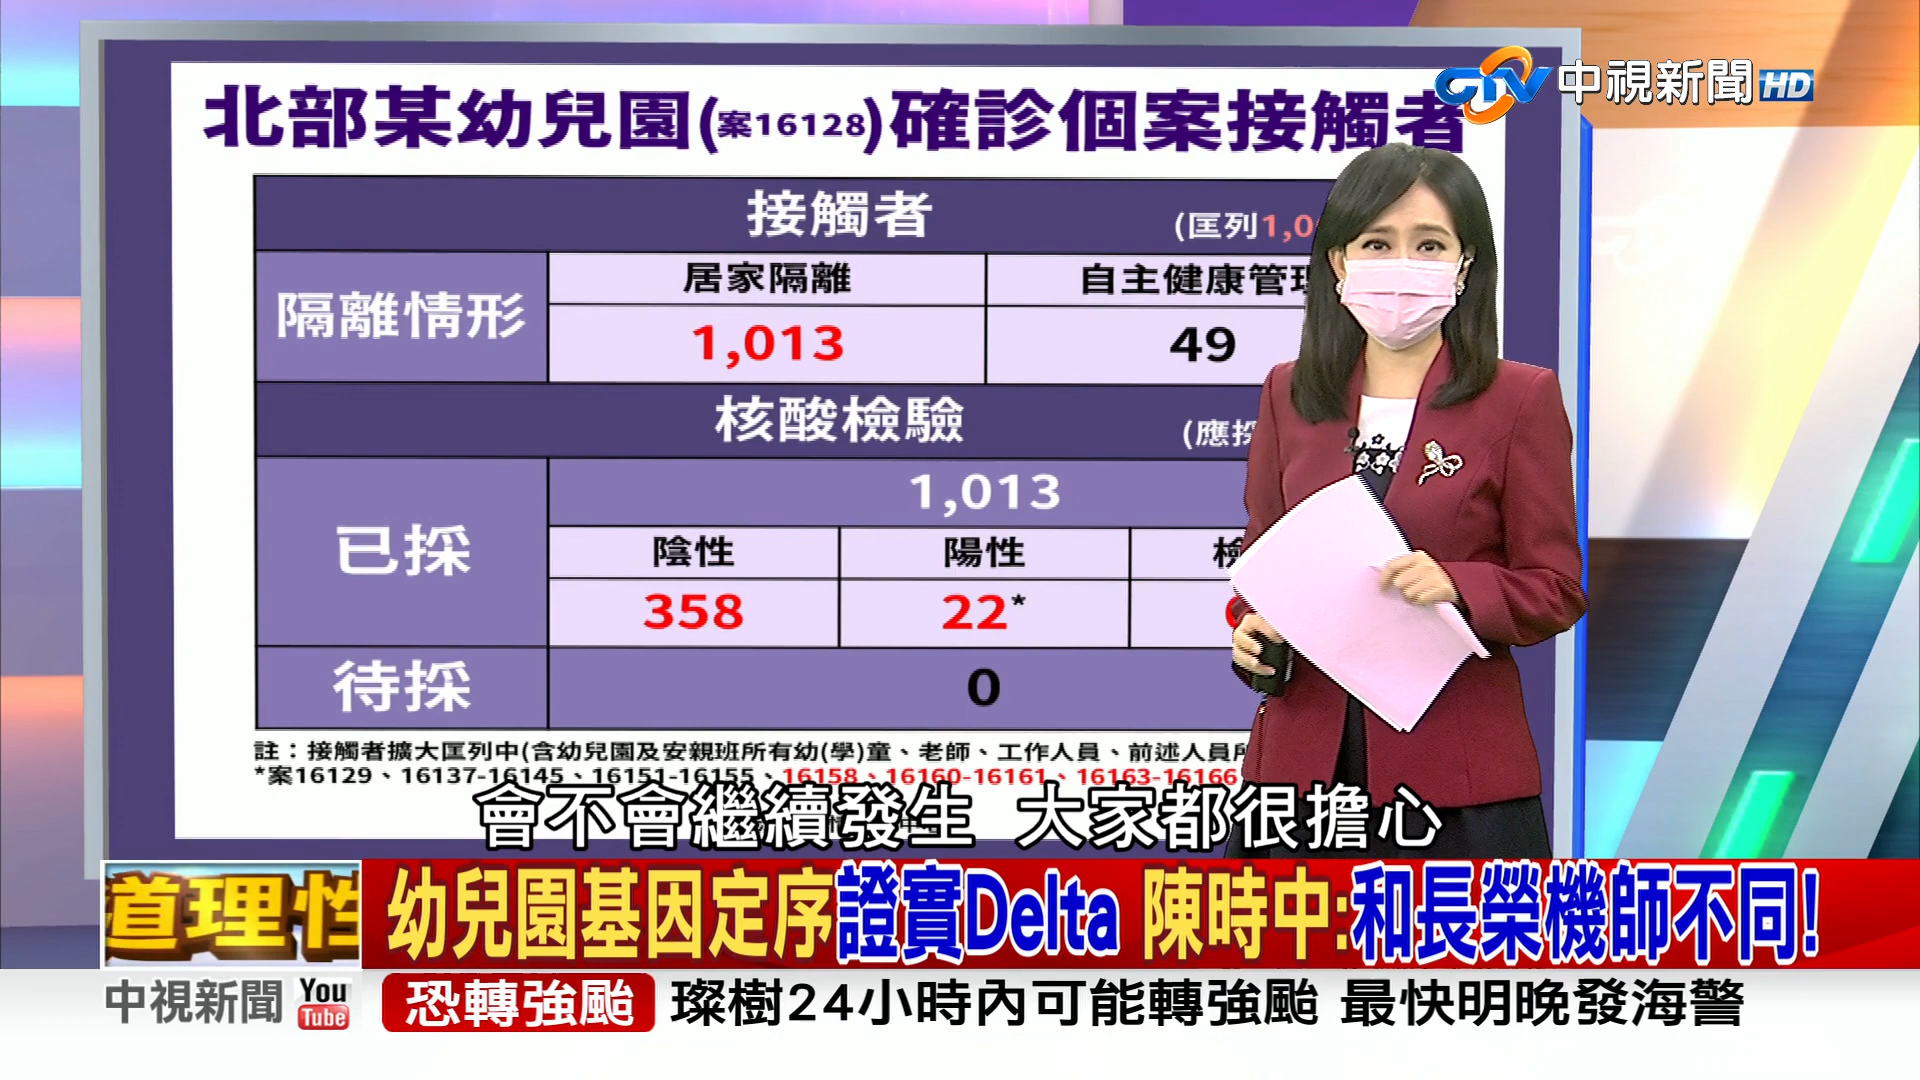 北部某幼兒園(案16128)確診個案接觸者
CTV中視新聞HD
接觸者 (匡列1,0
隔離情形 居家隔離 自主健康管理
1,013 49
核酸檢驗 (應採
已採 1,013
陰性 陽性 檢
358 22*
待採 0
註：接觸者擴大匡列中(含幼兒園及安親班所有幼(學)童、老師、工作人員、前述人員
*案16129、16137-16145、16151-16155、16158、16160-16161、16163-16166
會不會繼續發生 大家都很擔心
道理性
幼兒園基因定序證實Delta 陳時中:和長榮機師不同!
中視新聞 YouTube 恐轉強颱 璨樹24小時內可能轉強颱 最快明晚發海警